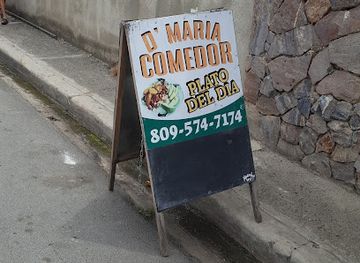 D' MARIA
COMEDOR
PLATO
DEL DIA
809-574-7174